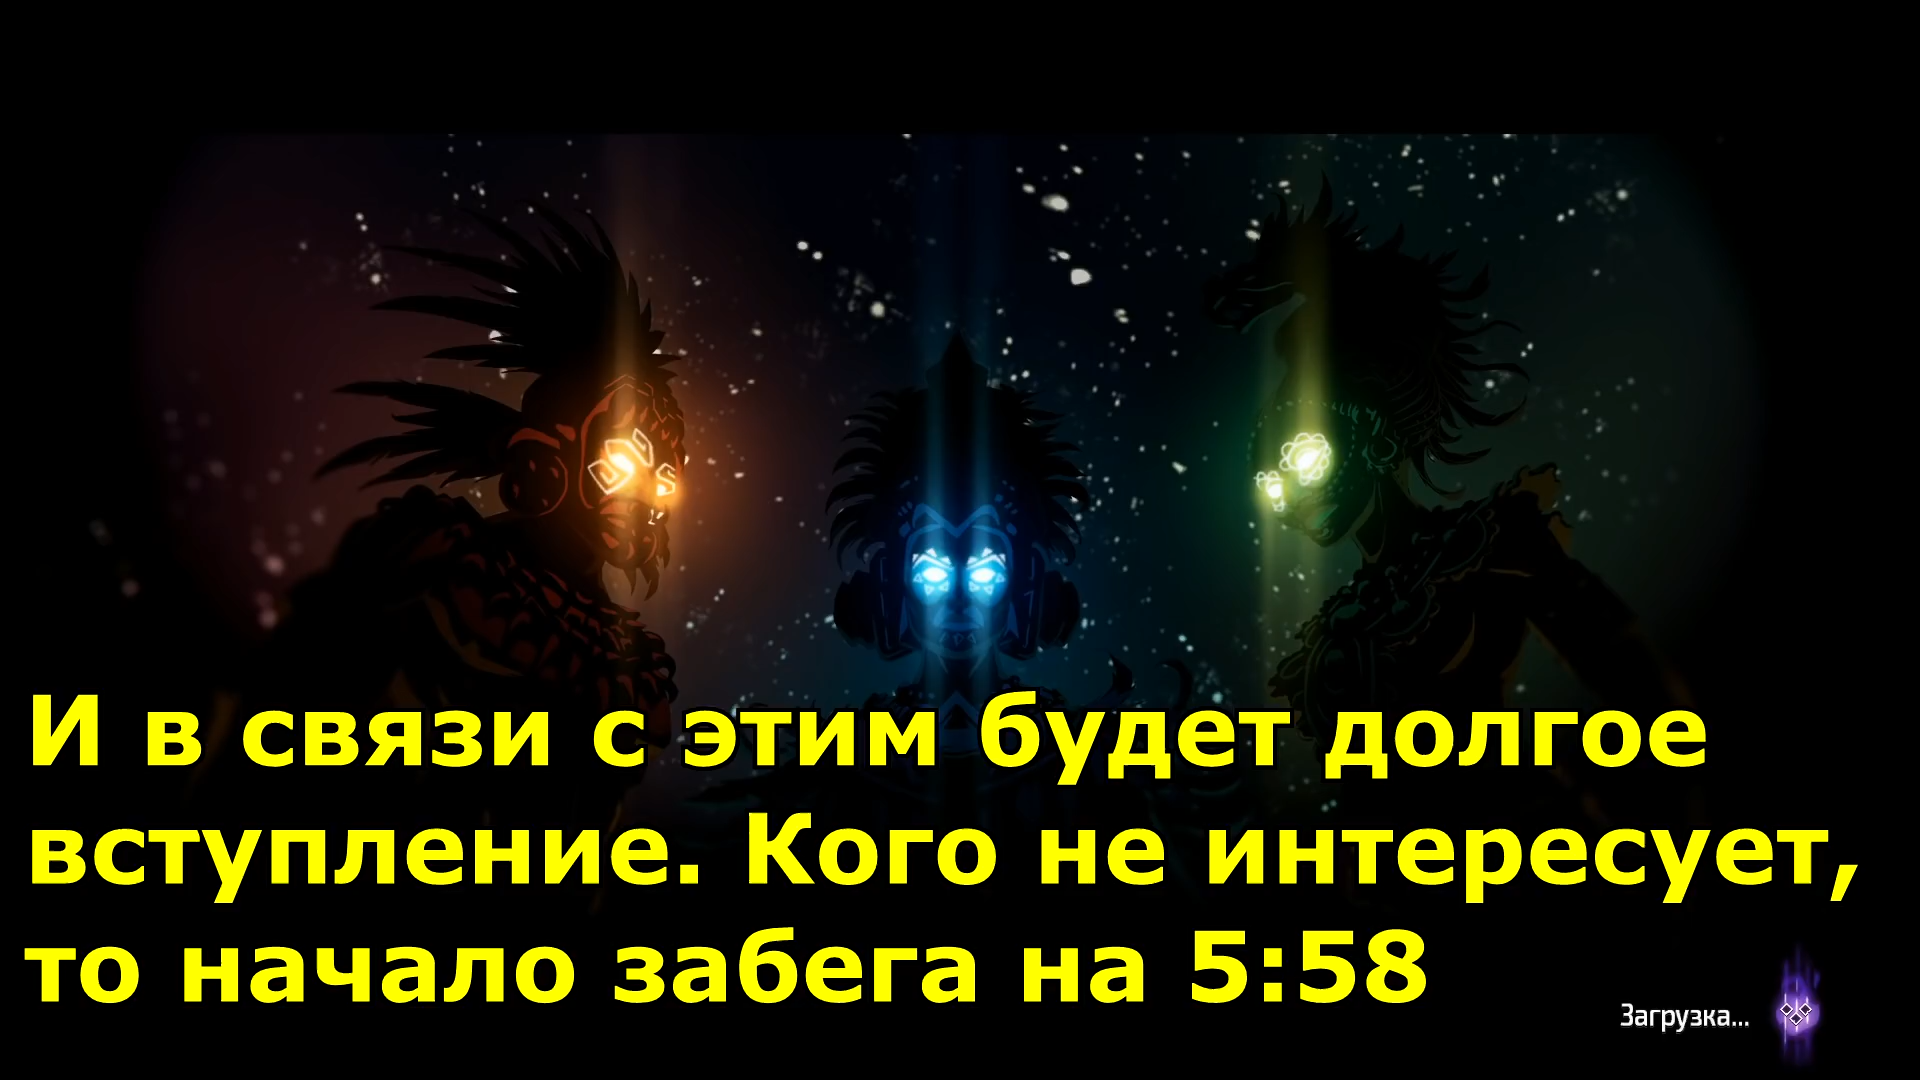 И в связи с этим будет долгое
вступление. Кого не интересует,
то начало забега на 5:58
Загрузка...